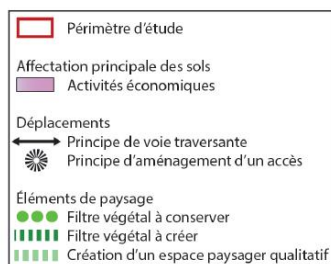 Périmètre d'étude
Affectation principale des sols
Activités économiques
Déplacements
Principe de voie traversante
Principe d'aménagement d'un accès
Éléments de paysage
Filtre végétal à conserver
Filtre végétal à créer
Création d'un espace paysager qualitatif